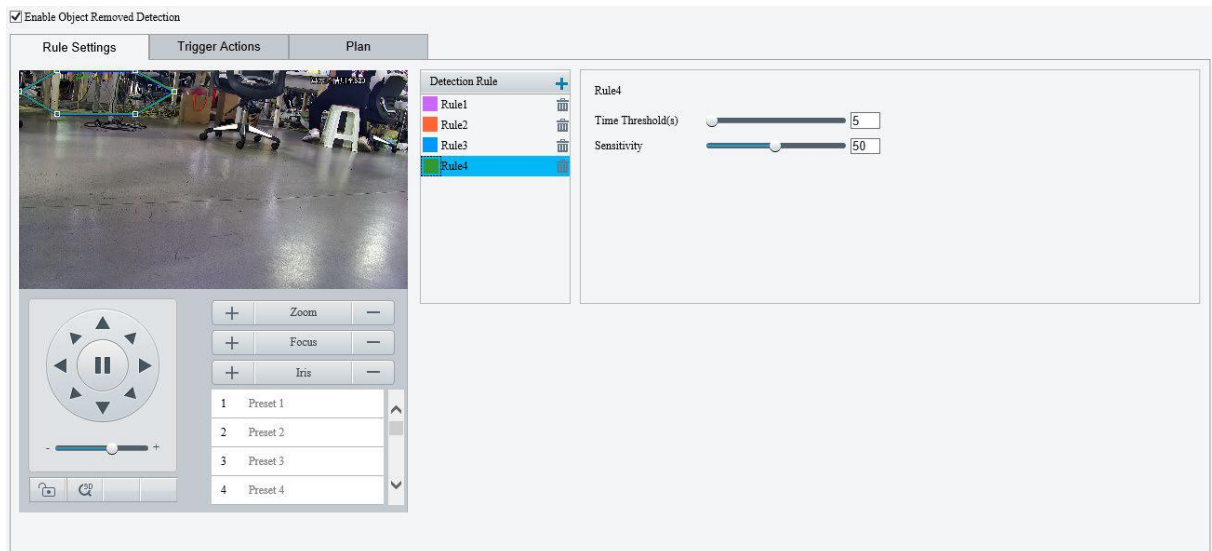 Enable Object Removed Detection
Rule Settings
Trigger Actions
Plan
Detection Rule
Rule1
Rule2
Rule3
Rule4
Rule4
Time Threshold(s)
5
Sensitivity
50
+ Zoom −
+ Focus −
+ Iris −
1 Preset 1
2 Preset 2
3 Preset 3
4 Preset 4
- +
3D